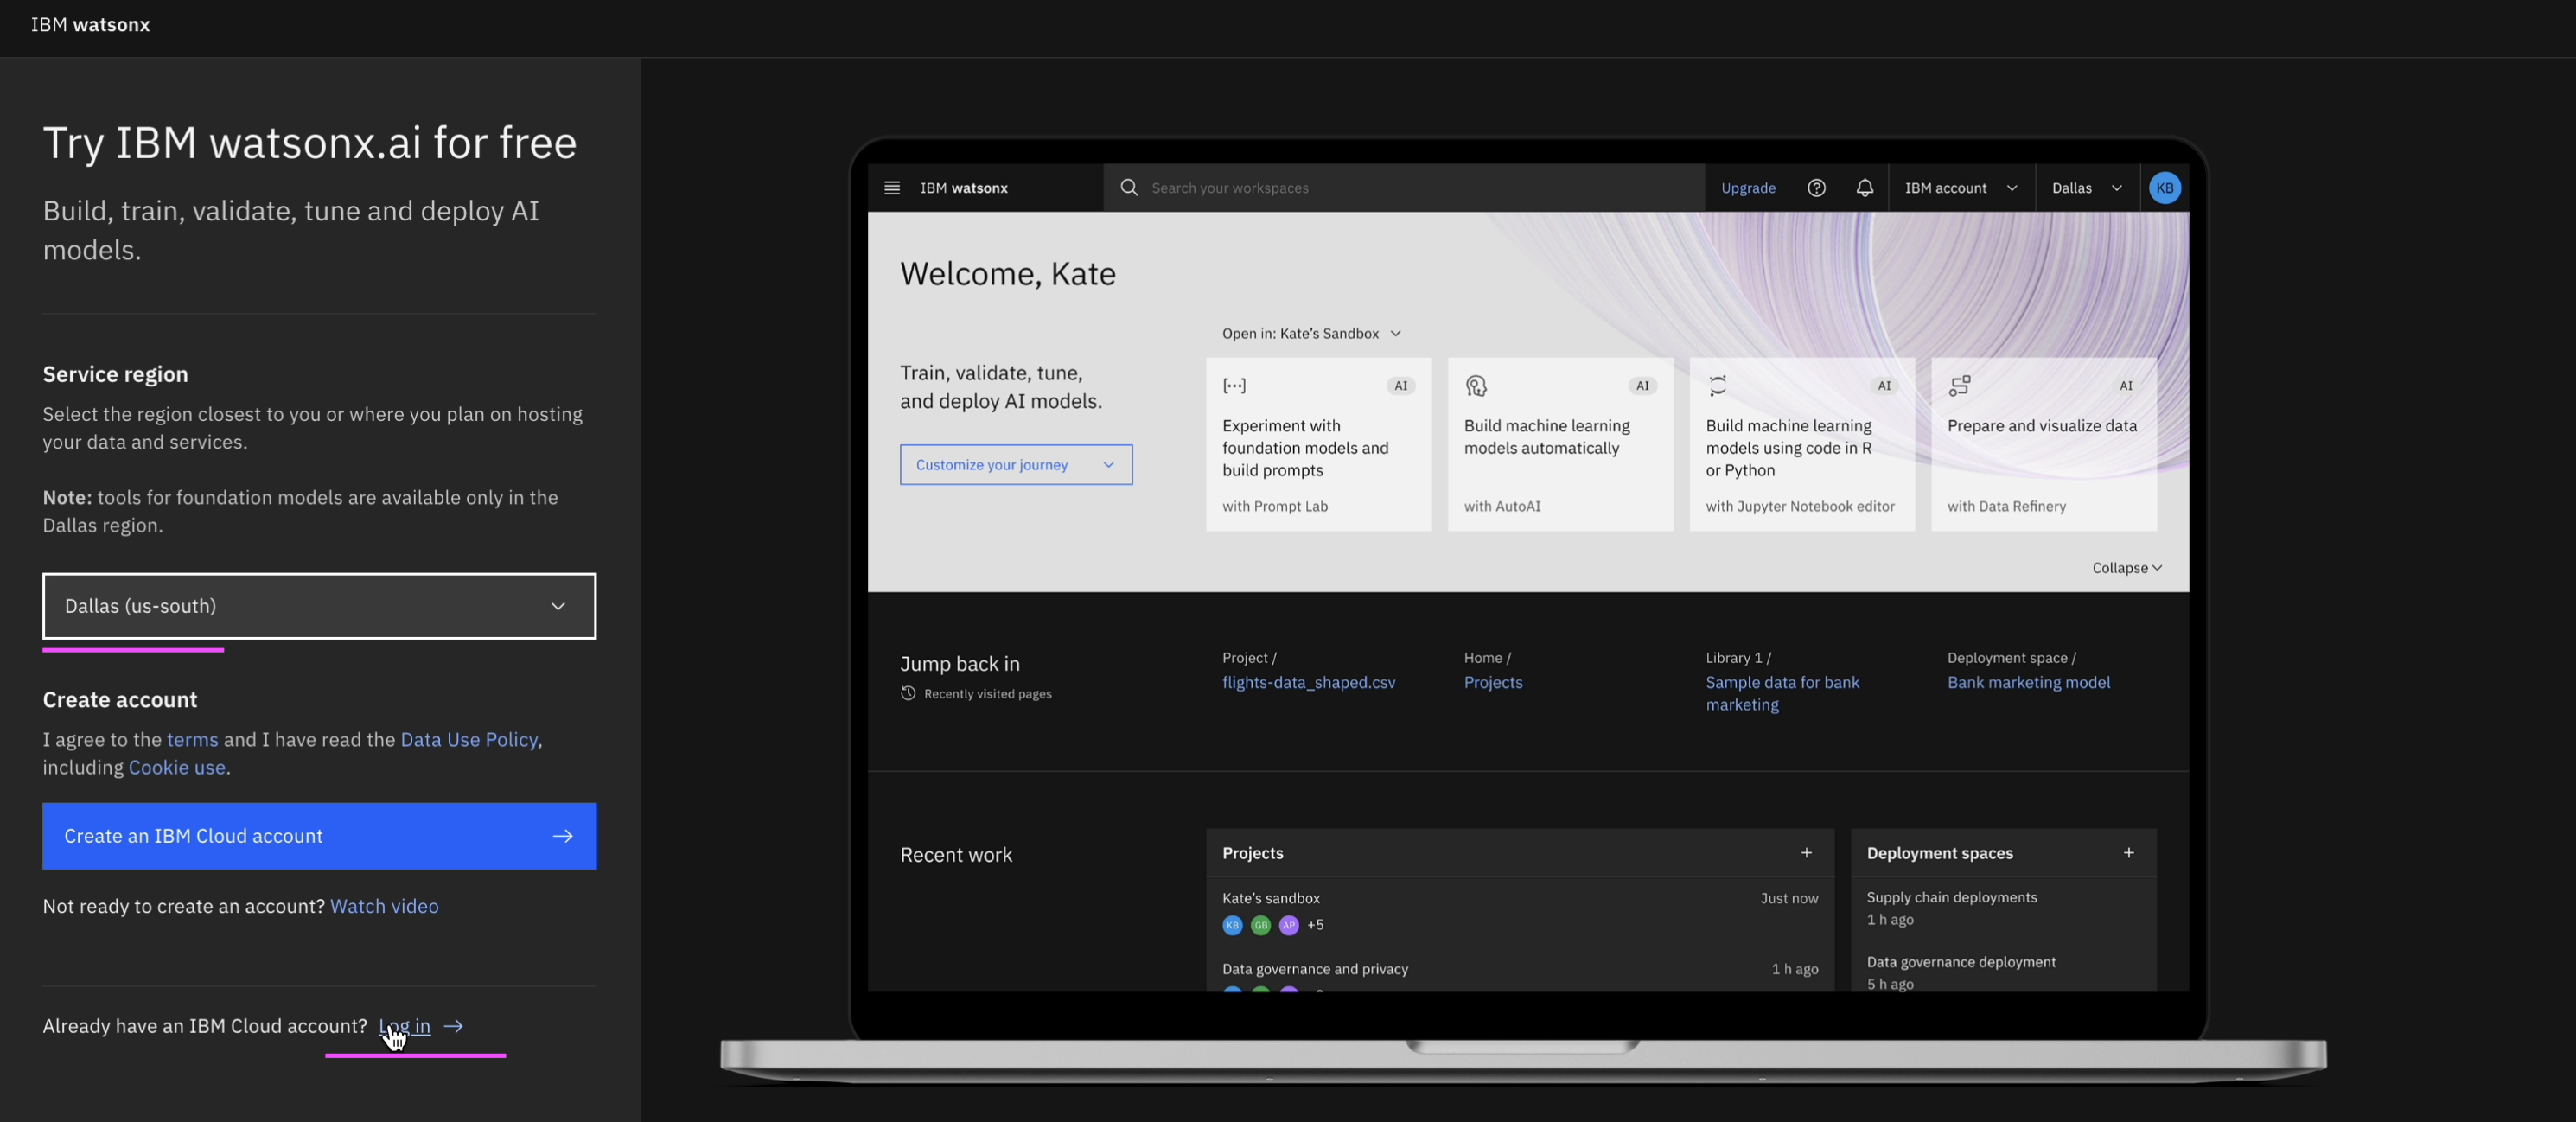 IBM watsonx
Try IBM watsonx.ai for free
Build, train, validate, tune and deploy AI
models.
Service region
Select the region closest to you or where you plan on hosting
your data and services.
Note: tools for foundation models are available only in the
Dallas region.
Dallas (us-south)
Create account
I agree to the terms and I have read the Data Use Policy,
including Cookie use.
Create an IBM Cloud account
Not ready to create an account? Watch video
Already have an IBM Cloud account? Log in
IBM watsonx
Search your workspaces
Upgrade
IBM account
Dallas
KB
Welcome, Kate
Train, validate, tune,
and deploy AI models.
Customize your journey
Open in: Kate's Sandbox
AI
Experiment with
foundation models and
build prompts
with Prompt Lab
AI
Build machine learning
models automatically
with AutoAI
AI
Build machine learning
models using code in R
or Python
with Jupyter Notebook editor
AI
Prepare and visualize data
with Data Refinery
Collapse
Jump back in
Recently visited pages
Project /
flights-data_shaped.csv
Home /
Projects
Library 1 /
Sample data for bank
marketing
Deployment space /
Bank marketing model
Recent work
Projects +
Kate's sandbox Just now
KB GB AP +5
Data governance and privacy 1 h ago
Deployment spaces +
Supply chain deployments
1 h ago
Data governance deployment
5 h ago